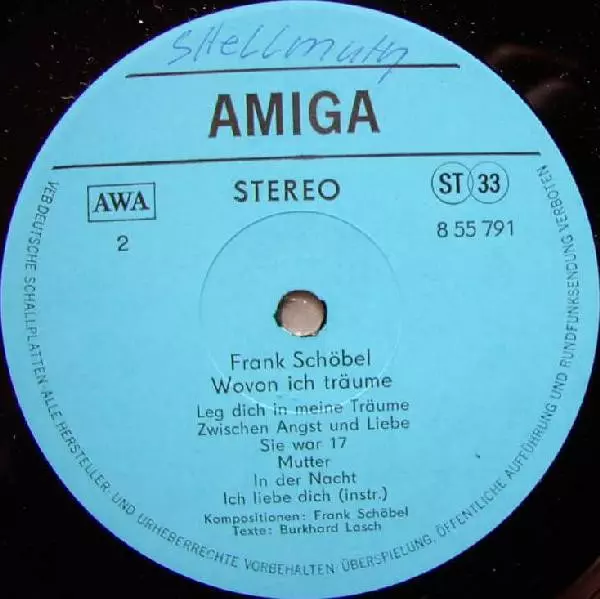 Shellmuth
AMIGA
AWA
STEREO
ST 33
2
8 55 791
Frank Schöbel
Wovon ich träume
Leg dich in meine Träume
Zwischen Angst und Liebe
Sie war 17
Mutter
In der Nacht
Ich liebe dich (instr.)
Kompositionen: Frank Schöbel
Texte: Burkhard Lasch
VEB DEUTSCHE SCHALLPLATTEN · ALLE HERSTELLER- UND URHEBERRECHTE VORBEHALTEN · ÜBERSPIELUNG, ÖFFENTLICHE AUFFÜHRUNG UND RUNDFUNKSENDUNG VERBOTEN